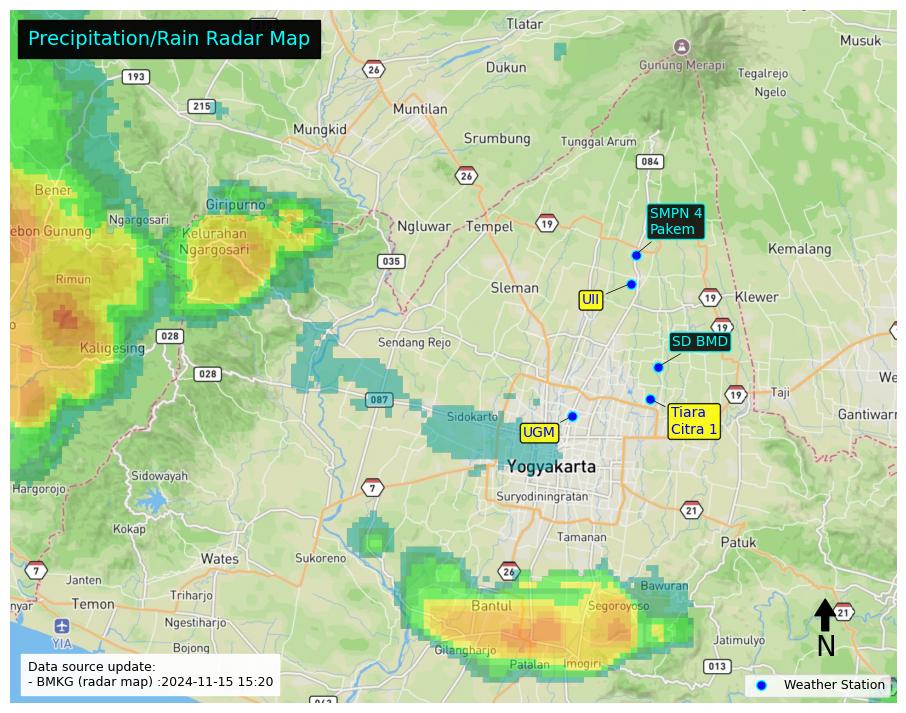 Precipitation/Rain Radar Map
Tlatar
Musuk
26
Dukun
Gunung Merapi
Tegalrejo
193
Ngelo
215
Muntilan
Mungkid
Srumbung
Tunggal Arum
084
26
Bener
Giripurno
SMPN 4
Pakem
Ngargosari
Ngluwar
Tempel
19
ebon Gunung
Kelurahan
Ngargosari
Kemalang
035
Rimun
Sleman
UII
19
Klewer
19
028
Kaligesing
Sendang Rejo
SD BMD
028
087
19
Taji
We
Sidokarto
Tiara
Citra 1
Gantiwarn
UGM
Yogyakarta
Sidowayah
Hargorojo
7
Suryodiningratan
21
Kokap
Tamanan
Patuk
Wates
Sukoreno
7
26
Janten
Bawuran
Triharjo
nyar
Temon
Bantul
Segoroyoso
21
Ngestiharjo
YIA
Jatimulyo
N
Bojong
Gilangharjo
Patalan
Imogiri
013
Data source update:
- BMKG (radar map) :2024-11-15 15:20
Weather Station